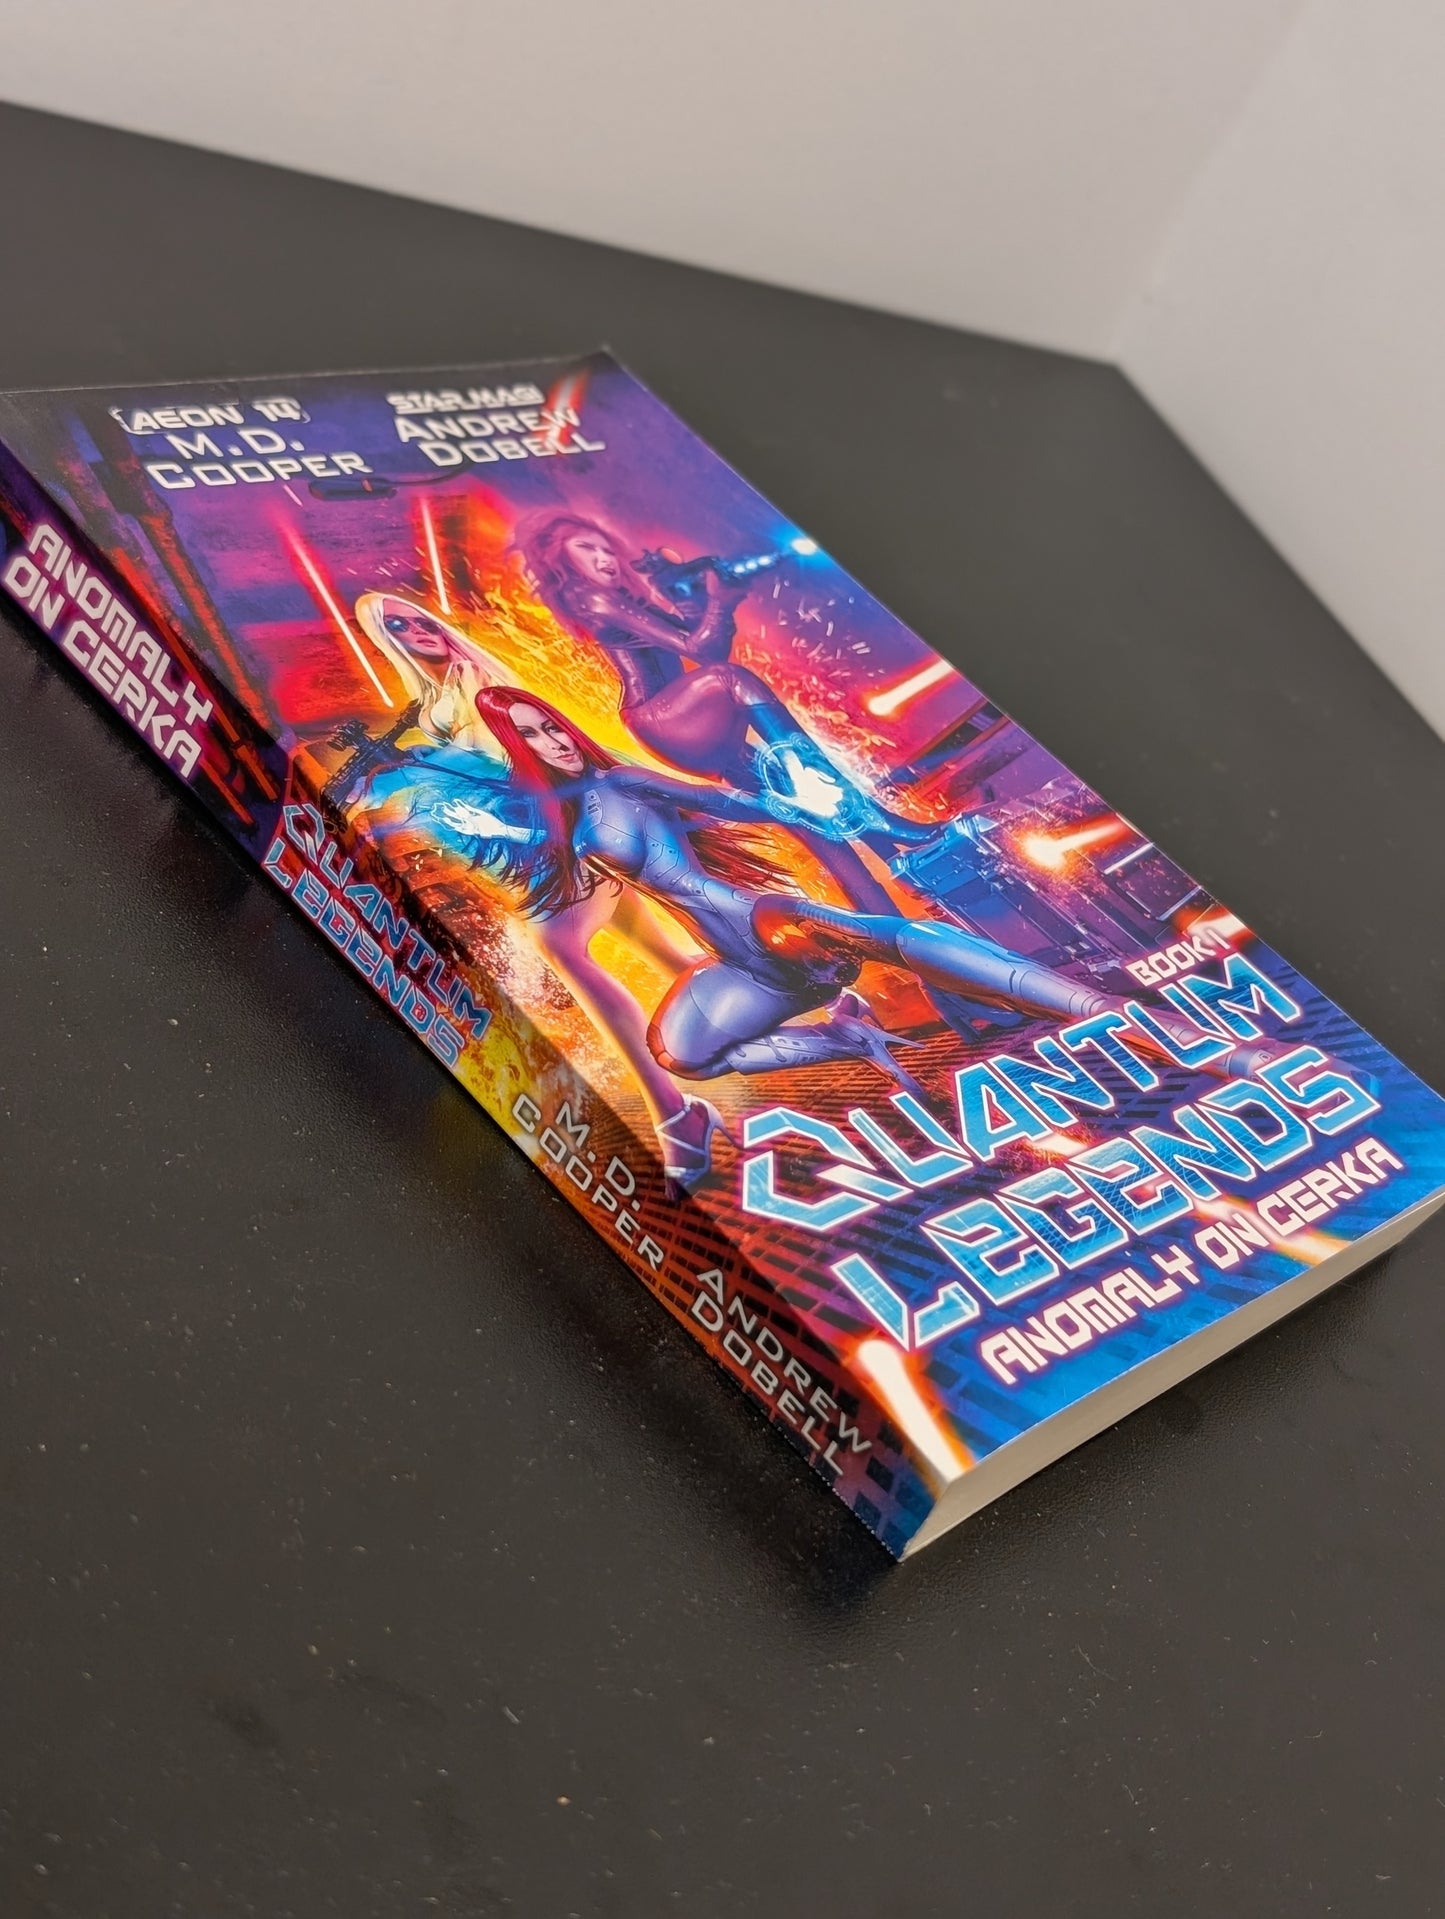 AEON 14
M.D.
COOPER
STAR MAGI
ANDREW
DOBELL
BOOK 1
QUANTUM
LEGENDS
ANOMALY ON CERKA
ANOMALY
ON CERKA
QUANTUM
LEGENDS
M.D.
COOPER
ANDREW
DOBELL